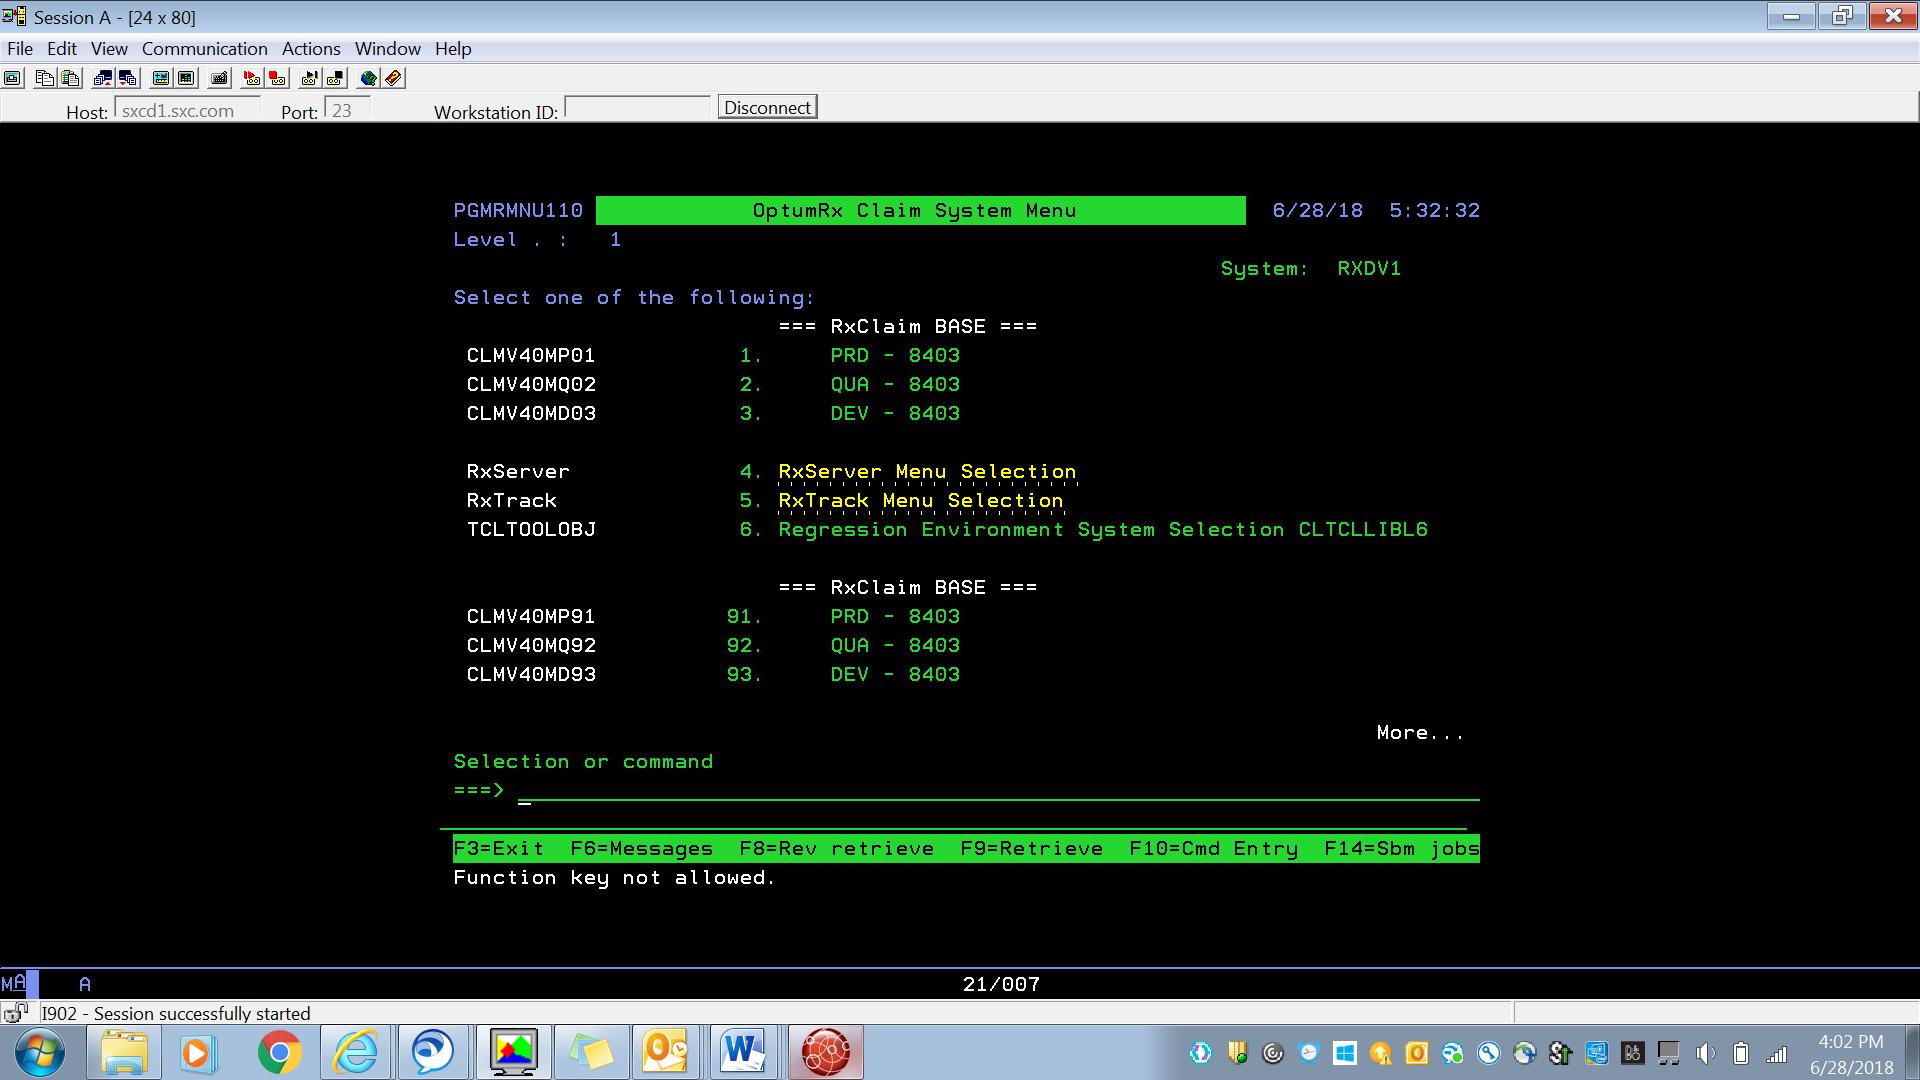 Session A - [24 x 80]
File Edit View Communication Actions Window Help
Host: sxcd1.sxc.com Port: 23 Workstation ID: Disconnect
PGMRMNU110 OptumRx Claim System Menu 6/28/18 5:32:32
Level . : 1
System: RXDV1
Select one of the following:
=== RxClaim BASE ===
CLMV40MP01 1. PRD - 8403
CLMV40MQ02 2. QUA - 8403
CLMV40MD03 3. DEV - 8403
RxServer 4. RxServer Menu Selection
RxTrack 5. RxTrack Menu Selection
TCLTOOLOBJ 6. Regression Environment System Selection CLTCLLIBL6
=== RxClaim BASE ===
CLMV40MP91 91. PRD - 8403
CLMV40MQ92 92. QUA - 8403
CLMV40MD93 93. DEV - 8403
More...
Selection or command
===> _
F3=Exit F6=Messages F8=Rev retrieve F9=Retrieve F10=Cmd Entry F14=Sbm jobs
Function key not allowed.
MA A 21/007
I902 - Session successfully started
4:02 PM
6/28/2018